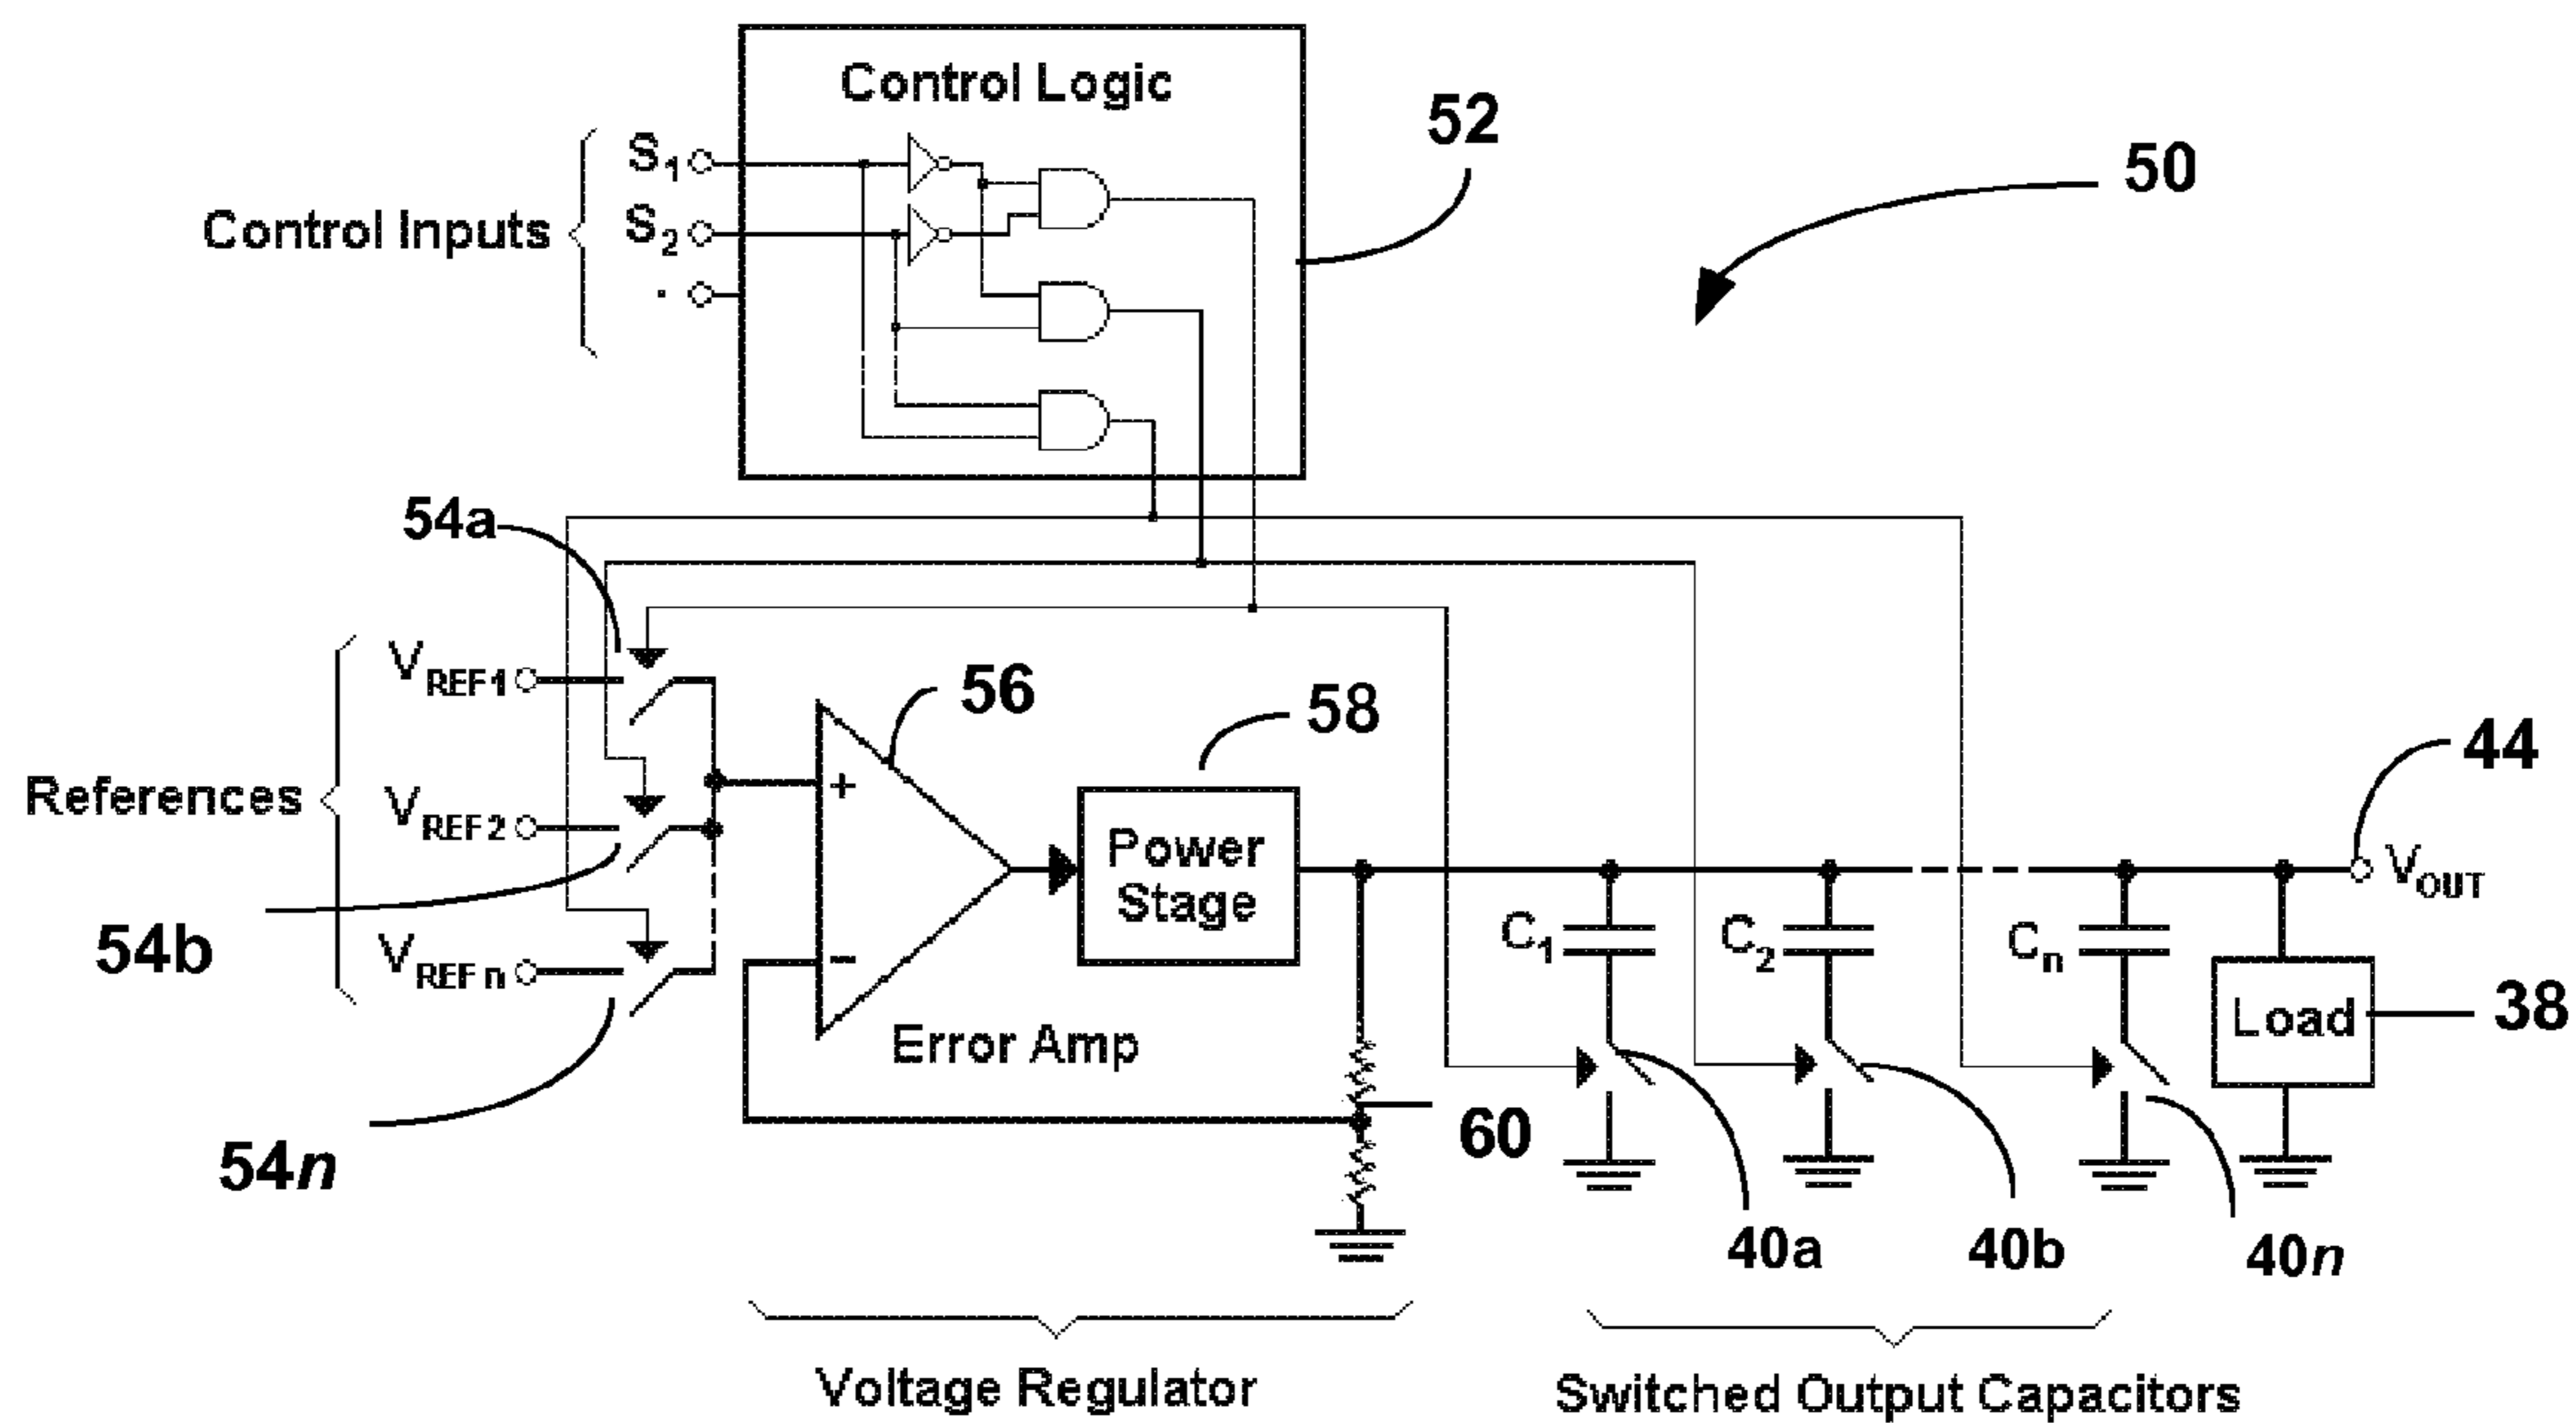 Control Logic
52
50
S1
Control Inputs
S2
.
54a
VREF1
56
58
44
References
+
VREF2
Power
Stage
VOUT
54b
VREFn
−
C1
C2
Cn
Load
38
Error Amp
60
54n
40a
40b
40n
Voltage Regulator
Switched Output Capacitors